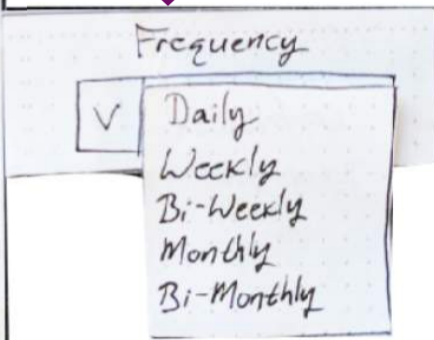 Frequency
V Daily
Weekly
Bi-Weekly
Monthly
Bi-Monthly